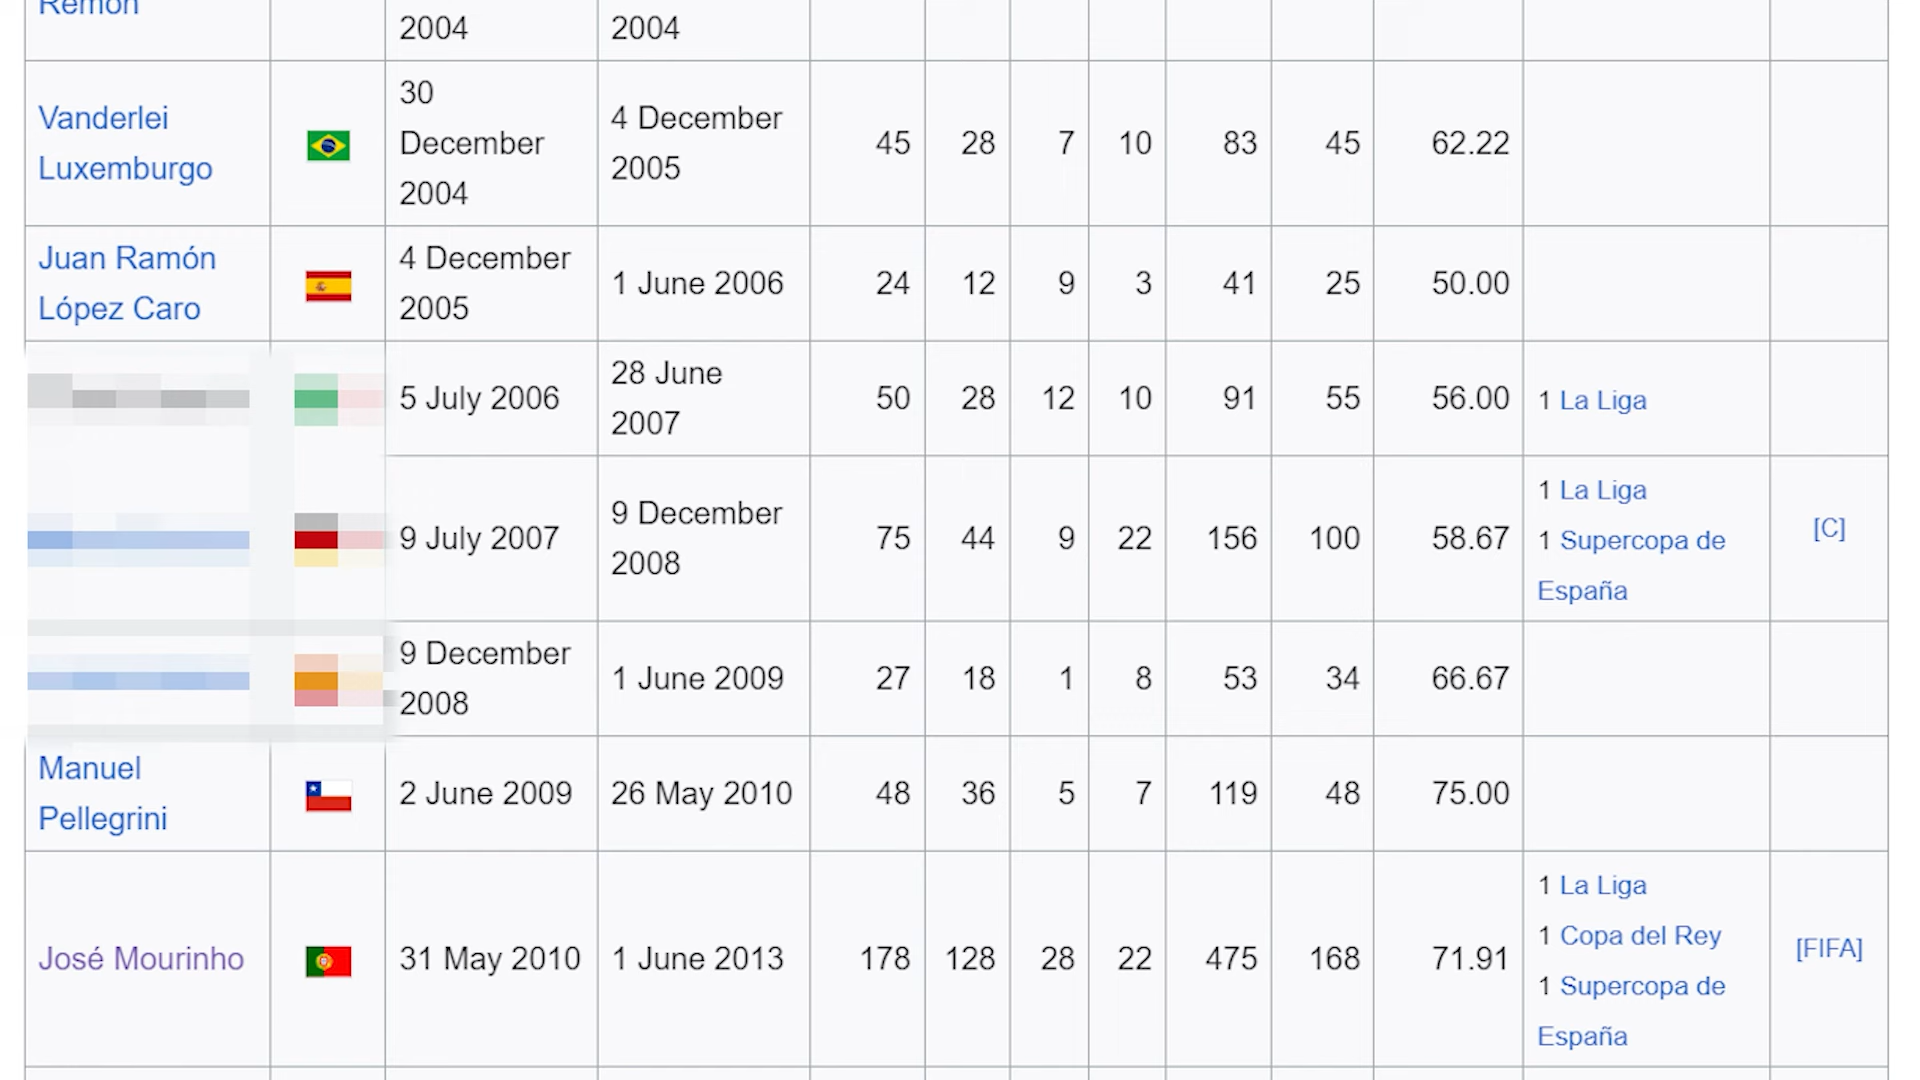 Remón
2004 2004
Vanderlei
Luxemburgo
30
December
2004
4 December
2005
45 28 7 10 83 45 62.22
Juan Ramón
López Caro
4 December
2005
1 June 2006 24 12 9 3 41 25 50.00
5 July 2006
28 June
2007
50 28 12 10 91 55 56.00 1 La Liga
9 July 2007
9 December
2008
75 44 9 22 156 100 58.67
1 La Liga
1 Supercopa de
España
[C]
9 December
2008
1 June 2009 27 18 1 8 53 34 66.67
Manuel
Pellegrini
2 June 2009 26 May 2010 48 36 5 7 119 48 75.00
José Mourinho 31 May 2010 1 June 2013 178 128 28 22 475 168 71.91
1 La Liga
1 Copa del Rey
1 Supercopa de
España
[FIFA]